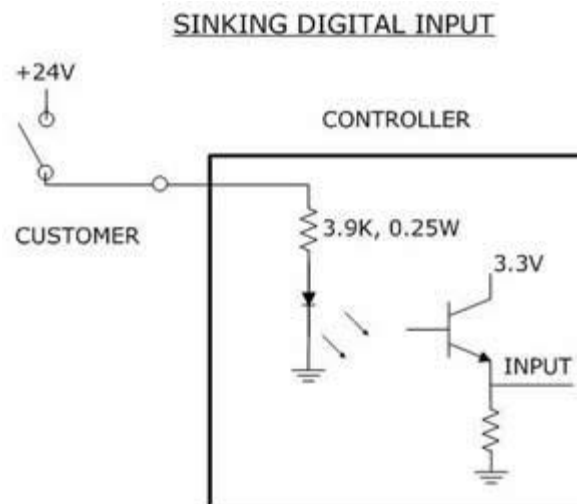 SINKING DIGITAL INPUT
+24V
CONTROLLER
CUSTOMER
3.9K, 0.25W
3.3V
INPUT